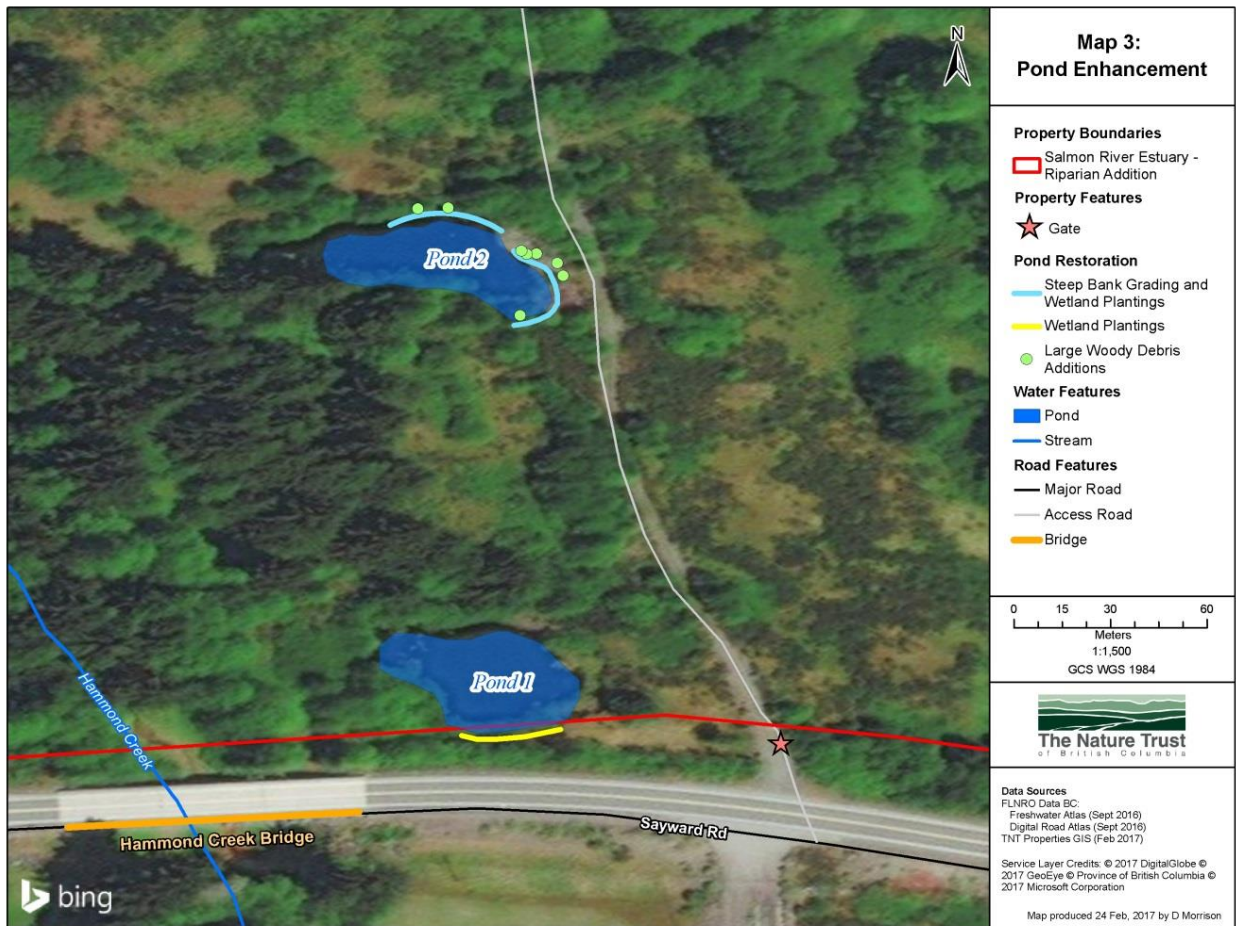 Map 3:
Pond Enhancement
N
Property Boundaries
Salmon River Estuary -
Riparian Addition
Property Features
Gate
Pond Restoration
Steep Bank Grading and
Wetland Plantings
Wetland Plantings
Large Woody Debris
Additions
Water Features
Pond
Stream
Road Features
Major Road
Access Road
Bridge
0 15 30 60
Meters
1:1,500
GCS WGS 1984
The Nature Trust
of British Columbia
Data Sources
FLNRO Data BC:
Freshwater Atlas (Sept 2016)
Digital Road Atlas (Sept 2016)
TNT Properties GIS (Feb 2017)
Service Layer Credits: © 2017 DigitalGlobe ©
2017 GeoEye © Province of British Columbia ©
2017 Microsoft Corporation
Map produced 24 Feb, 2017 by D Morrison
Pond 2
Pond 1
Hammond Creek
Hammond Creek Bridge
Sayward Rd
bing